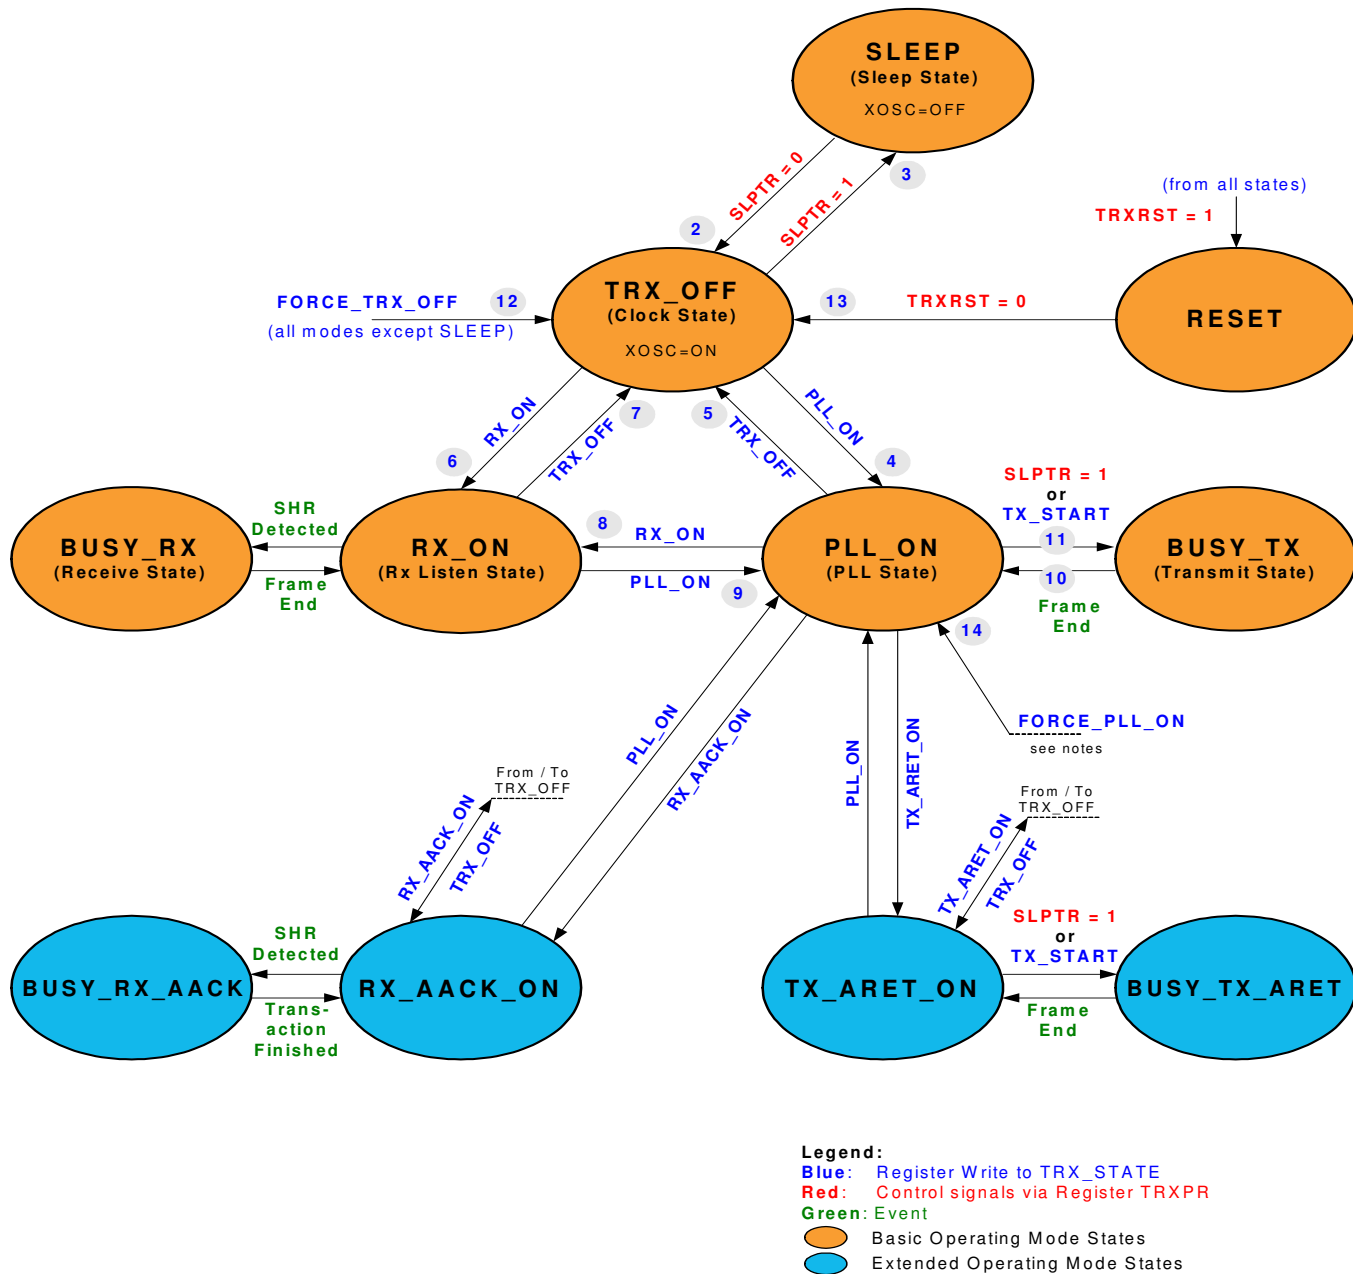 SLEEP
(Sleep State)
XOSC=OFF
SLPTR = 0
SLPTR = 1
3
2
(from all states)
TRXRST = 1
FORCE_TRX_OFF
12
(all modes except SLEEP)
TRX_OFF
(Clock State)
XOSC=ON
13
TRXRST = 0
RESET
RX_ON
7
TRX_OFF
6
5
TRX_OFF
PLL_ON
4
SHR
Detected
BUSY_RX
(Receive State)
Frame
End
RX_ON
(Rx Listen State)
8
RX_ON
PLL_ON
9
PLL_ON
(PLL State)
SLPTR = 1
or
TX_START
11
10
Frame
End
BUSY_TX
(Transmit State)
14
FORCE_PLL_ON
see notes
PLL_ON
RX_AACK_ON
PLL_ON
TX_ARET_ON
From / To
TRX_OFF
RX_AACK_ON
TRX_OFF
From / To
TRX_OFF
TX_ARET_ON
TRX_OFF
SHR
Detected
BUSY_RX_AACK
Trans-
action
Finished
RX_AACK_ON
TX_ARET_ON
SLPTR = 1
or
TX_START
Frame
End
BUSY_TX_ARET
Legend:
Blue: Register Write to TRX_STATE
Red: Control signals via Register TRXPR
Green: Event
Basic Operating Mode States
Extended Operating Mode States